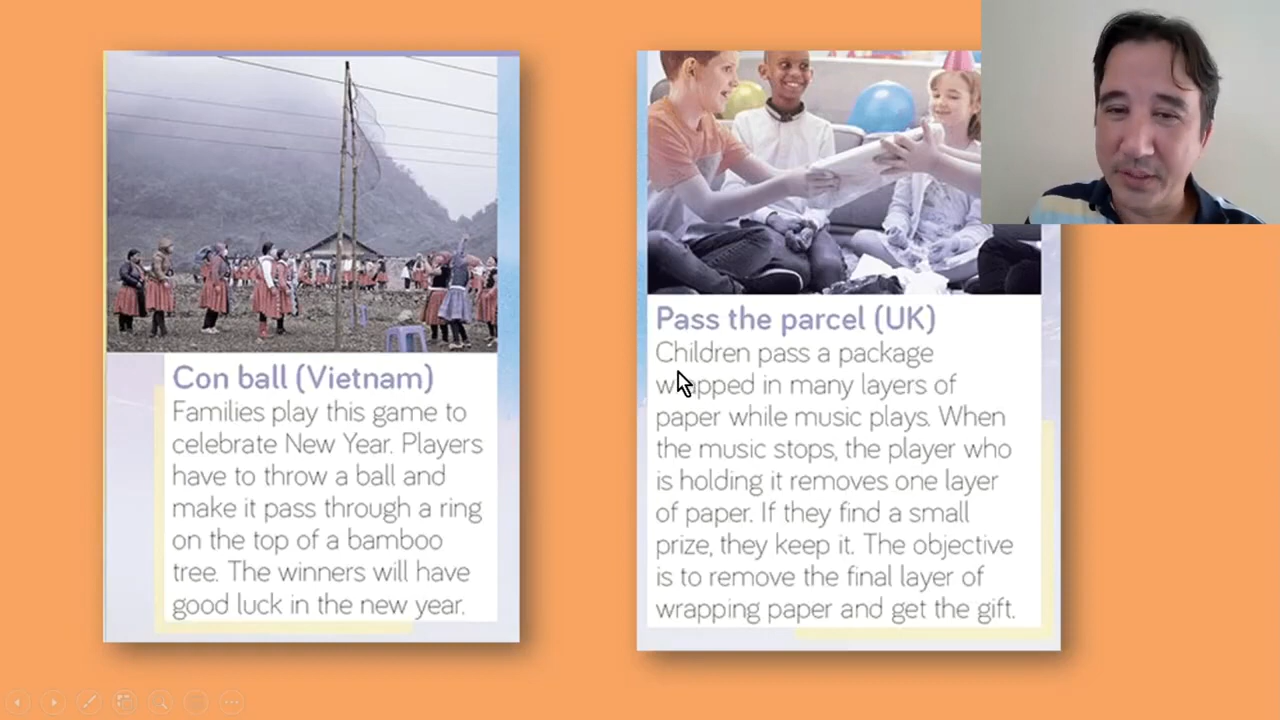 Con ball (Vietnam)
Families play this game to
celebrate New Year. Players
have to throw a ball and
make it pass through a ring
on the top of a bamboo
tree. The winners will have
good luck in the new year.
Pass the parcel (UK)
Children pass a package
wrapped in many layers of
paper while music plays. When
the music stops, the player who
is holding it removes one layer
of paper. If they find a small
prize, they keep it. The objective
is to remove the final layer of
wrapping paper and get the gift.